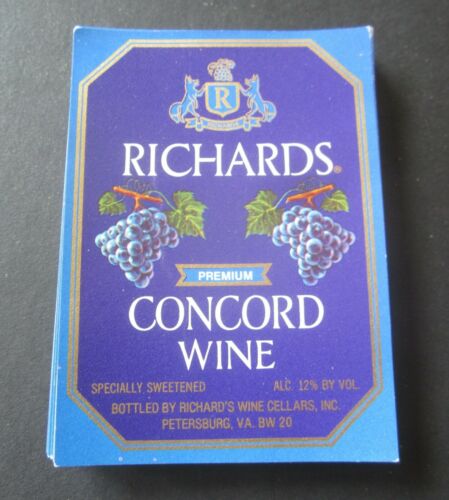 R
RICHARDS®
PREMIUM
CONCORD
WINE
SPECIALLY SWEETENED ALC. 12% BY VOL.
BOTTLED BY RICHARD'S WINE CELLARS, INC.
PETERSBURG, VA. BW 20